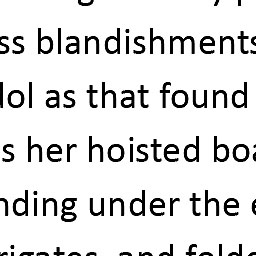 ss blandishments
dol as that found
s her hoisted boa
nding under the e
rigates, and folde